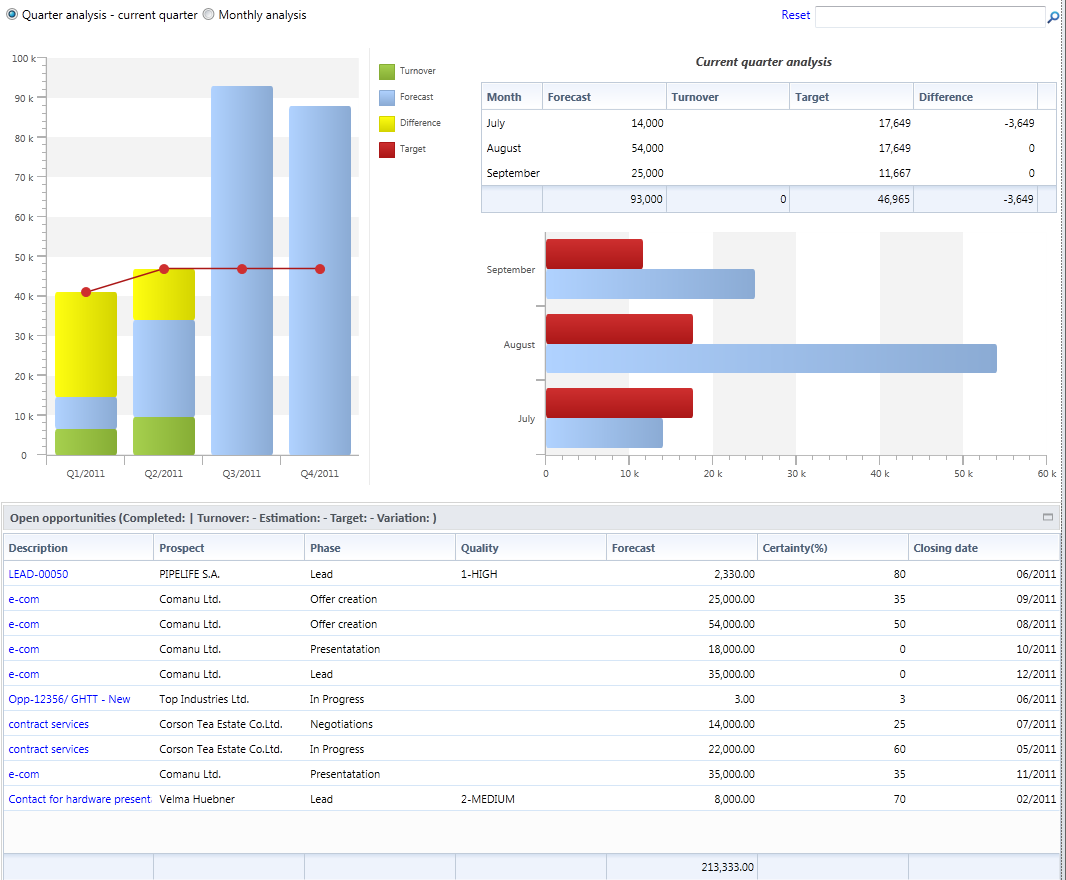 Quarter analysis - current quarter Monthly analysis Reset
Current quarter analysis
100 k
90 k
80 k
70 k
60 k
50 k
40 k
30 k
20 k
10 k
0
Q1/2011 Q2/2011 Q3/2011 Q4/2011
Turnover
Forecast
Difference
Target
Month Forecast Turnover Target Difference
July 14,000 17,649 -3,649
August 54,000 17,649 0
September 25,000 11,667 0
93,000 0 46,965 -3,649
September
August
July
0 10 k 20 k 30 k 40 k 50 k 60 k
Open opportunities (Completed: | Turnover: - Estimation: - Target: - Variation: )
Description Prospect Phase Quality Forecast Certainty(%) Closing date
LEAD-00050 PIPELIFE S.A. Lead 1-HIGH 2,330.00 80 06/2011
e-com Comanu Ltd. Offer creation 25,000.00 35 09/2011
e-com Comanu Ltd. Offer creation 54,000.00 50 08/2011
e-com Comanu Ltd. Presentatation 18,000.00 0 10/2011
e-com Comanu Ltd. Lead 35,000.00 0 12/2011
Opp-12356/ GHTT - New Top Industries Ltd. In Progress 3.00 3 06/2011
contract services Corson Tea Estate Co.Ltd. Negotiations 14,000.00 25 07/2011
contract services Corson Tea Estate Co.Ltd. In Progress 22,000.00 60 05/2011
e-com Comanu Ltd. Presentatation 35,000.00 35 11/2011
Contact for hardware present Velma Huebner Lead 2-MEDIUM 8,000.00 70 02/2011
213,333.00